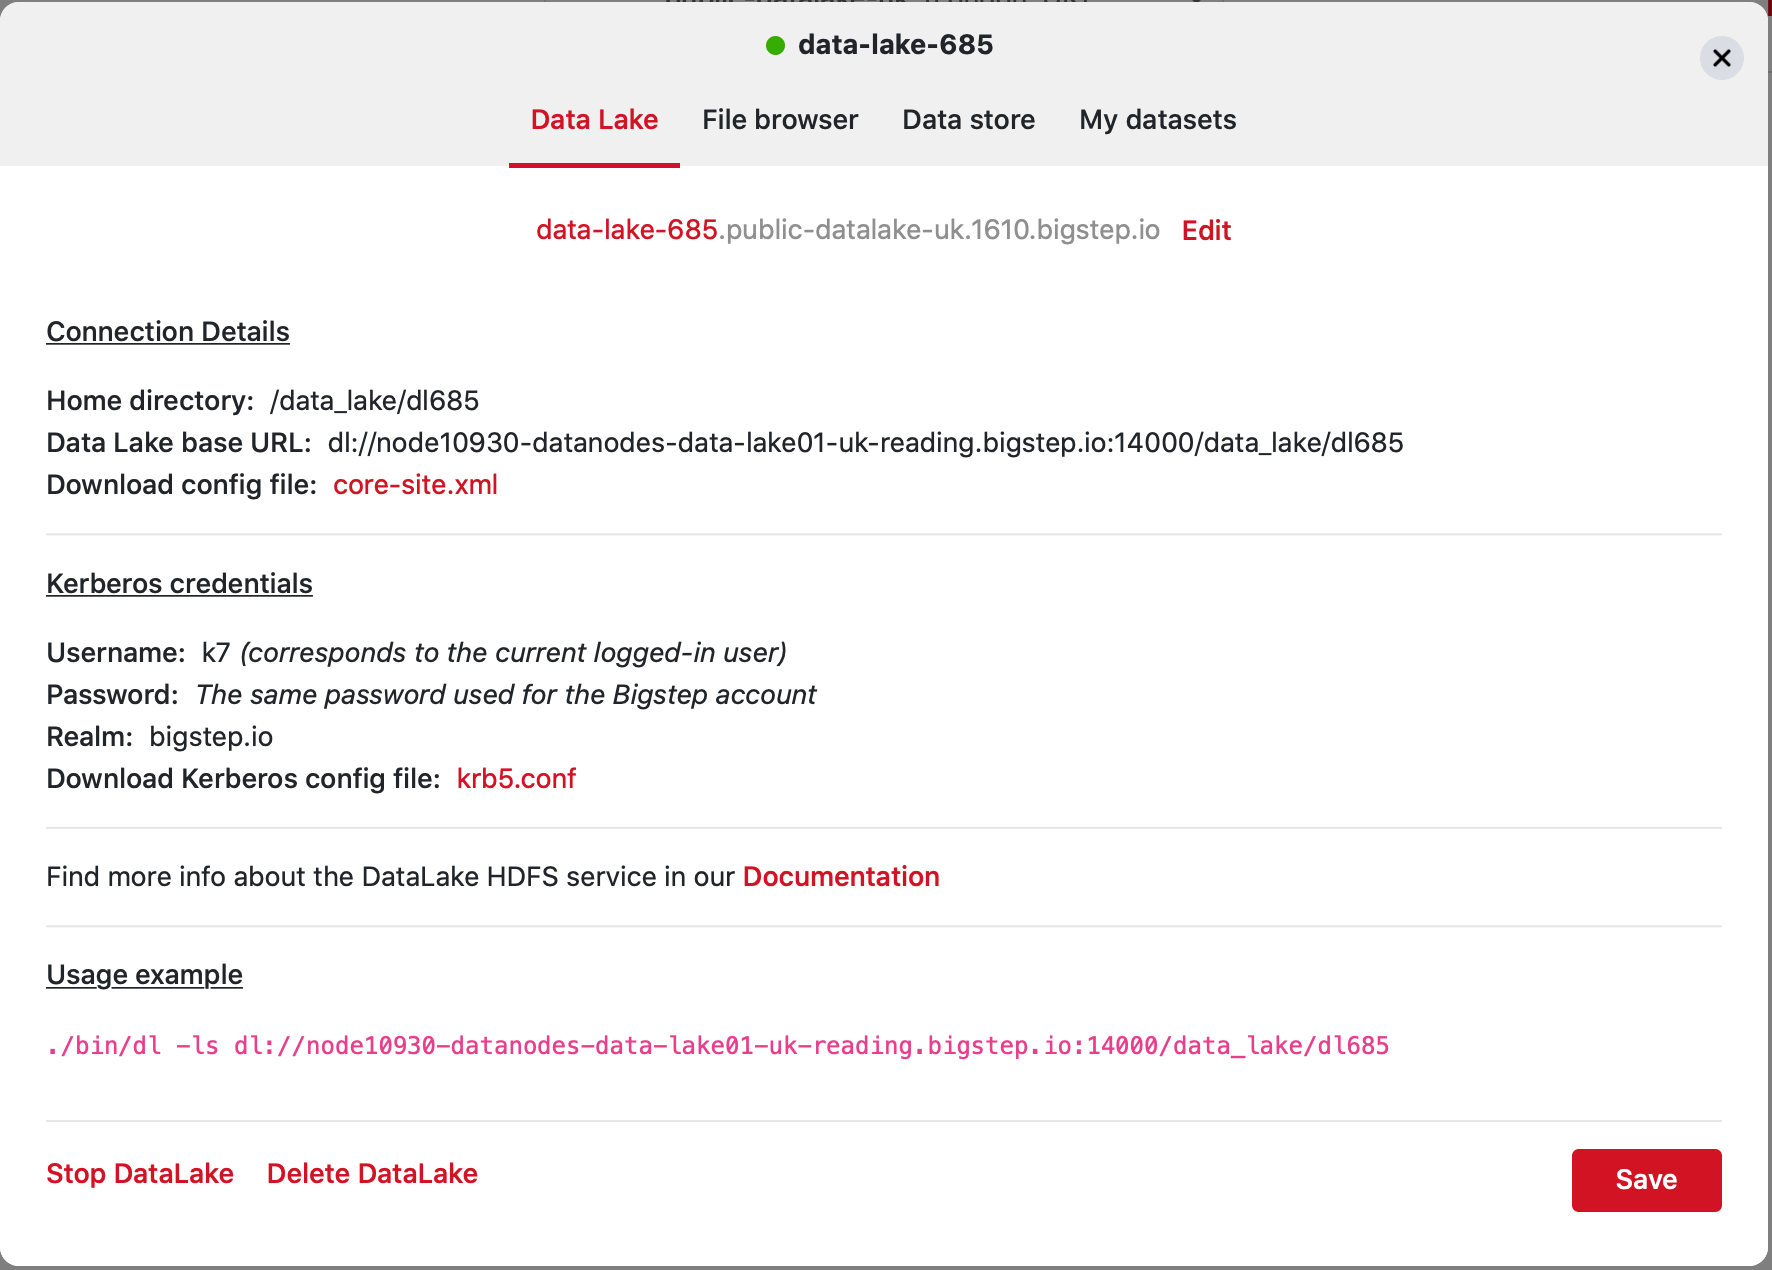 data-lake-685
Data Lake File browser Data store My datasets
data-lake-685.public-datalake-uk.1610.bigstep.io Edit
Connection Details
Home directory: /data_lake/dl685
Data Lake base URL: dl://node10930-datanodes-data-lake01-uk-reading.bigstep.io:14000/data_lake/dl685
Download config file: core-site.xml
Kerberos credentials
Username: k7 (corresponds to the current logged-in user)
Password: The same password used for the Bigstep account
Realm: bigstep.io
Download Kerberos config file: krb5.conf
Find more info about the DataLake HDFS service in our Documentation
Usage example
./bin/dl -ls dl://node10930-datanodes-data-lake01-uk-reading.bigstep.io:14000/data_lake/dl685
Stop DataLake Delete DataLake Save